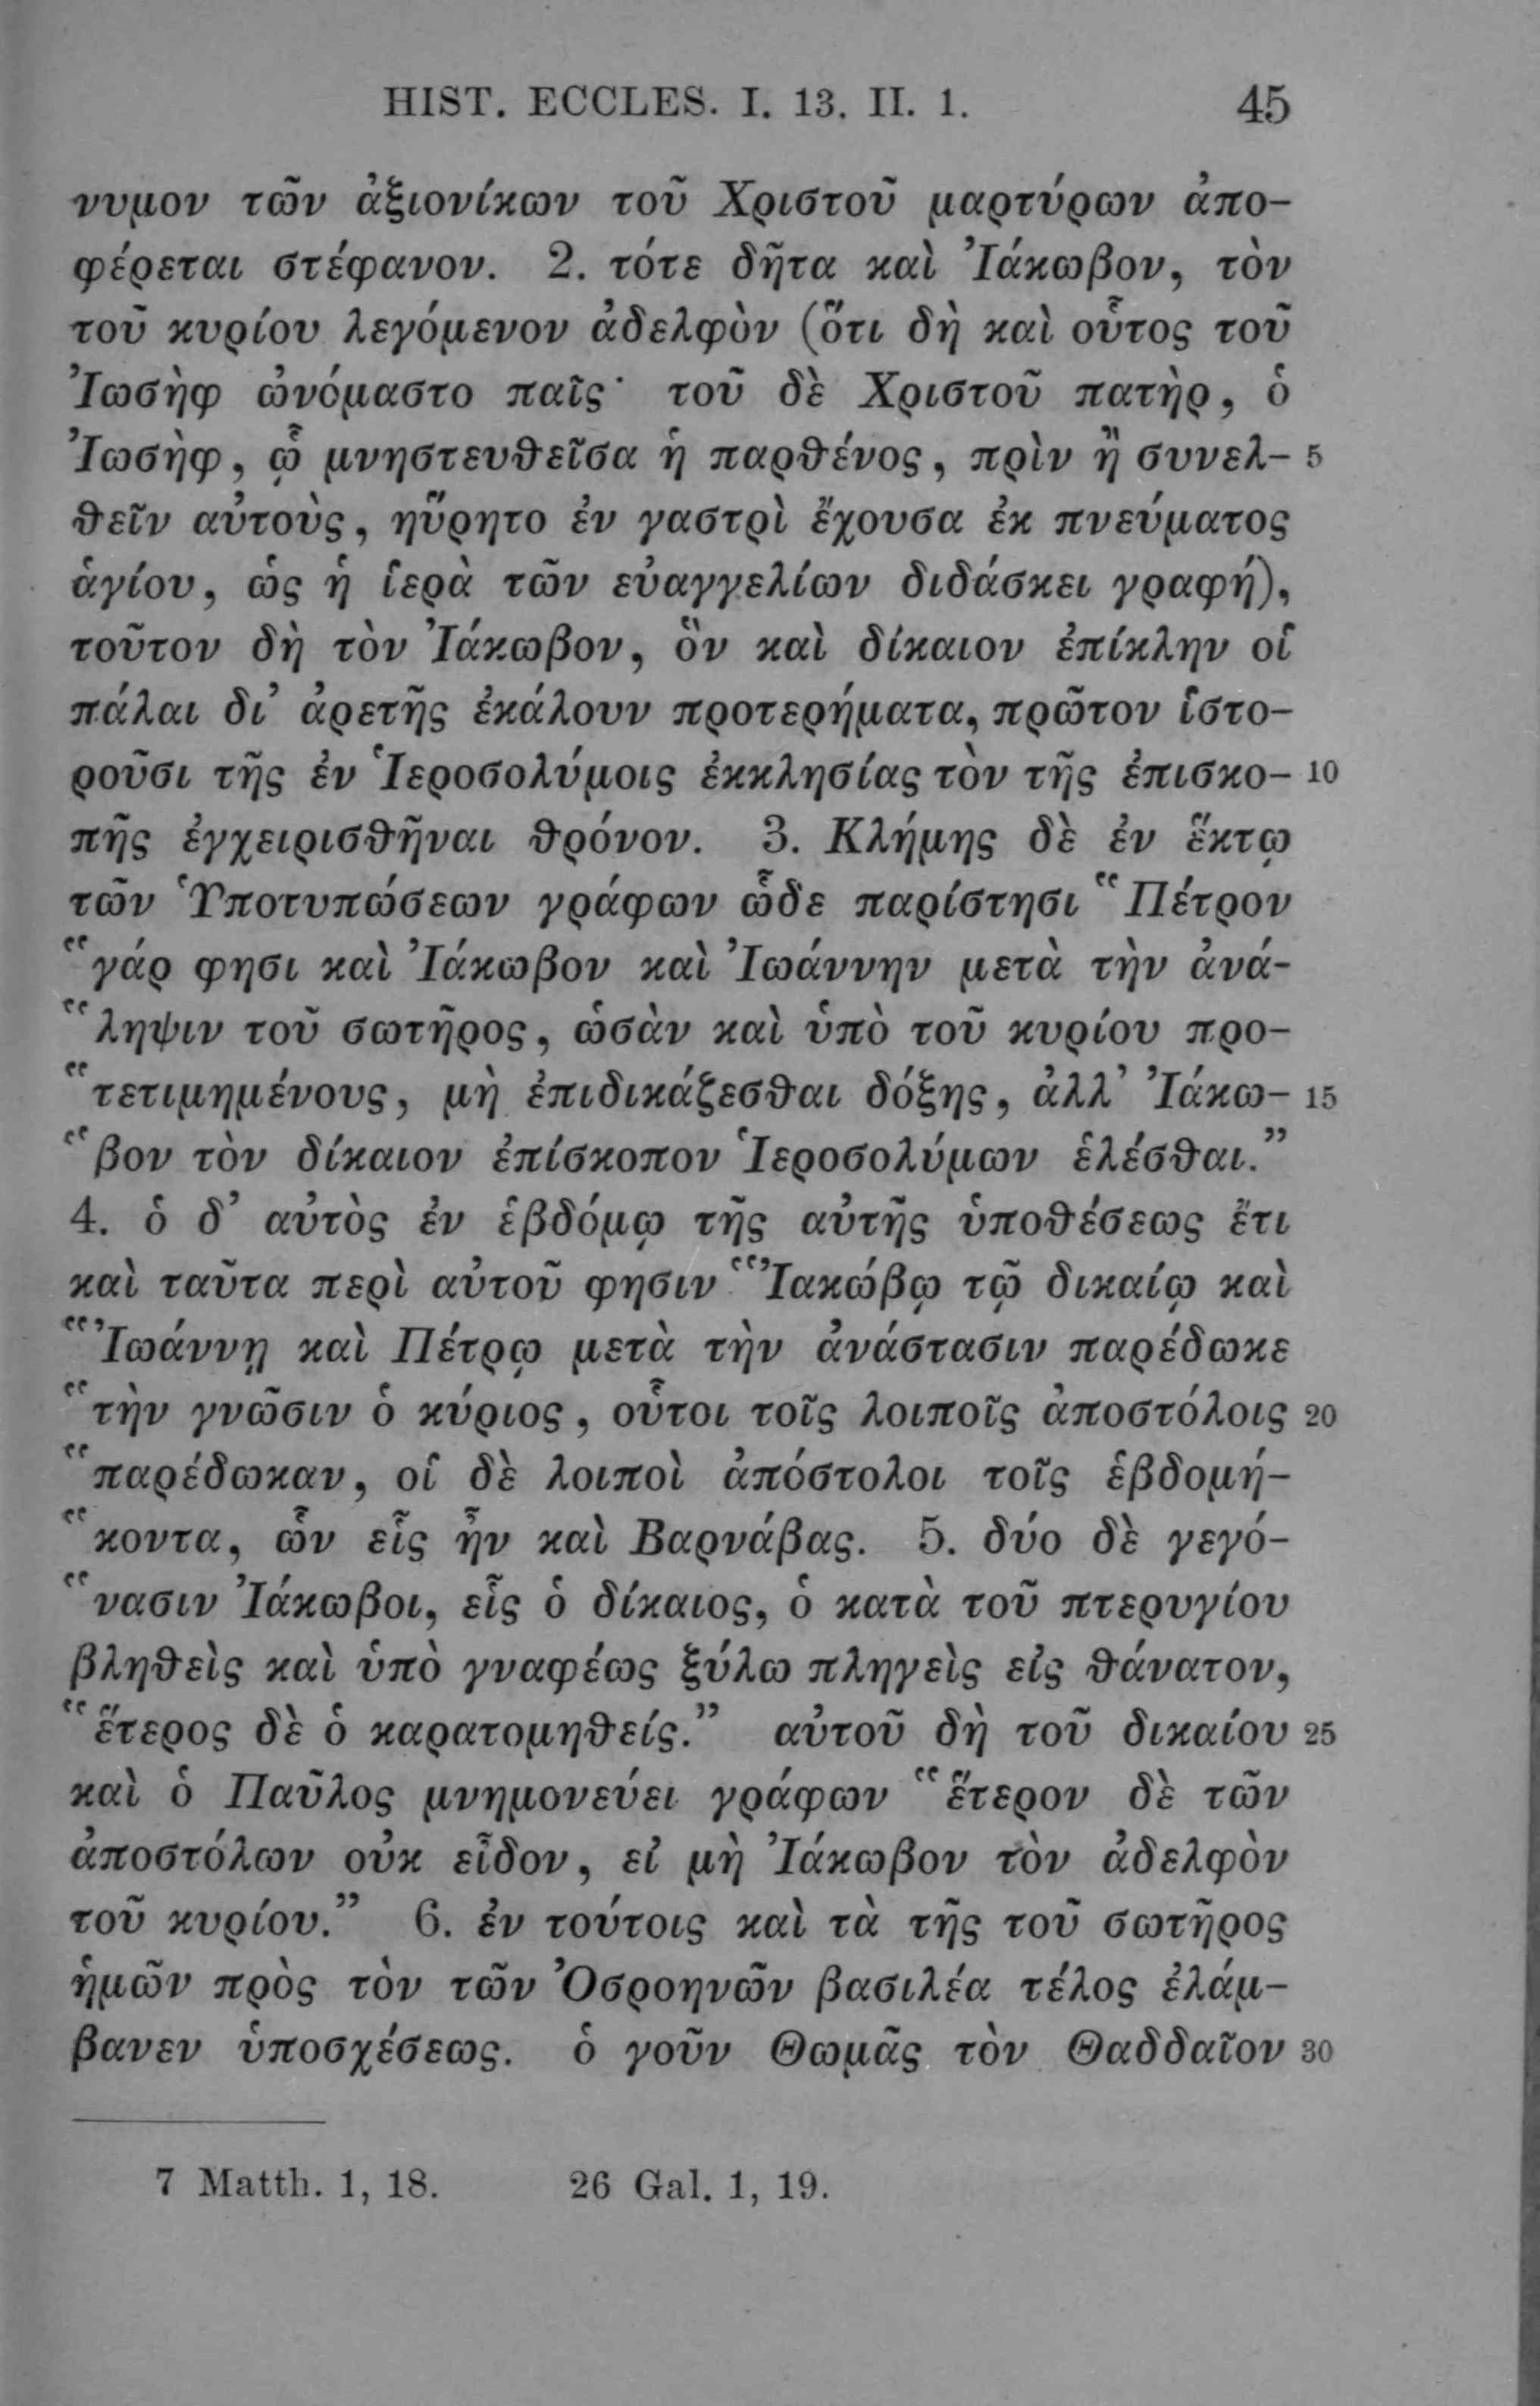 HIST. ECCLES. I. 13. II. 1. 45
νυμον τῶν ἀξιονίκων τοῦ Χριστοῦ μαρτύρων ἀπο-
φέρεται στέφανον. 2. τότε δῆτα καὶ Ἰάκωβον, τὸν
τοῦ κυρίου λεγόμενον ἀδελφὸν (ὅτι δὴ καὶ οὗτος τοῦ
Ἰωσὴφ ὠνόμαστο παῖς· τοῦ δὲ Χριστοῦ πατὴρ, ὁ
Ἰωσὴφ, ᾧ μνηστευθεῖσα ἡ παρθένος, πρὶν ἢ συνελ- 5
θεῖν αὐτοὺς, ηὕρητο ἐν γαστρὶ ἔχουσα ἐκ πνεύματος
ἁγίου, ὡς ἡ ἱερὰ τῶν εὐαγγελίων διδάσκει γραφή),
τοῦτον δὴ τὸν Ἰάκωβον, ὃν καὶ δίκαιον ἐπίκλην οἱ
πάλαι δι’ ἀρετῆς ἐκάλουν προτερήματα, πρῶτον ἱστο-
ροῦσι τῆς ἐν Ἱεροσολύμοις ἐκκλησίας τὸν τῆς ἐπισκο- 10
πῆς ἐγχειρισθῆναι θρόνον. 3. Κλήμης δὲ ἐν ἕκτῳ
τῶν Ὑποτυπώσεων γράφων ὧδε παρίστησι “Πέτρον
“γάρ φησι καὶ Ἰάκωβον καὶ Ἰωάννην μετὰ τὴν ἀνά-
“ληψιν τοῦ σωτῆρος, ὡσὰν καὶ ὑπὸ τοῦ κυρίου προ-
“τετιμημένους, μὴ ἐπιδικάζεσθαι δόξης, ἀλλ’ Ἰάκω- 15
“βον τὸν δίκαιον ἐπίσκοπον Ἱεροσολύμων ἑλέσθαι.”
4. ὁ δ’ αὐτὸς ἐν ἑβδόμῳ τῆς αὐτῆς ὑποθέσεως ἔτι
καὶ ταῦτα περὶ αὐτοῦ φησιν “Ἰακώβῳ τῷ δικαίῳ καὶ
“Ἰωάννῃ καὶ Πέτρῳ μετὰ τὴν ἀνάστασιν παρέδωκε
“τὴν γνῶσιν ὁ κύριος, οὗτοι τοῖς λοιποῖς ἀποστόλοις 20
“παρέδωκαν, οἱ δὲ λοιποὶ ἀπόστολοι τοῖς ἑβδομή-
“κοντα, ὧν εἷς ἦν καὶ Βαρνάβας. 5. δύο δὲ γεγό-
“νασιν Ἰάκωβοι, εἷς ὁ δίκαιος, ὁ κατὰ τοῦ πτερυγίου
βληθεὶς καὶ ὑπὸ γναφέως ξύλω πληγεὶς εἰς θάνατον,
“ἕτερος δὲ ὁ καρατομηθείς.” αὐτοῦ δὴ τοῦ δικαίου 25
καὶ ὁ Παῦλος μνημονεύει γράφων “ἕτερον δὲ τῶν
ἀποστόλων οὐκ εἶδον, εἰ μὴ Ἰάκωβον τὸν ἀδελφὸν
τοῦ κυρίου.” 6. ἐν τούτοις καὶ τὰ τῆς τοῦ σωτῆρος
ἡμῶν πρὸς τὸν τῶν Ὀσροηνῶν βασιλέα τέλος ἐλάμ-
βανεν ὑποσχέσεως. ὁ γοῦν Θωμᾶς τὸν Θαδδαῖον 30
7 Matth. 1, 18. 26 Gal. 1, 19.